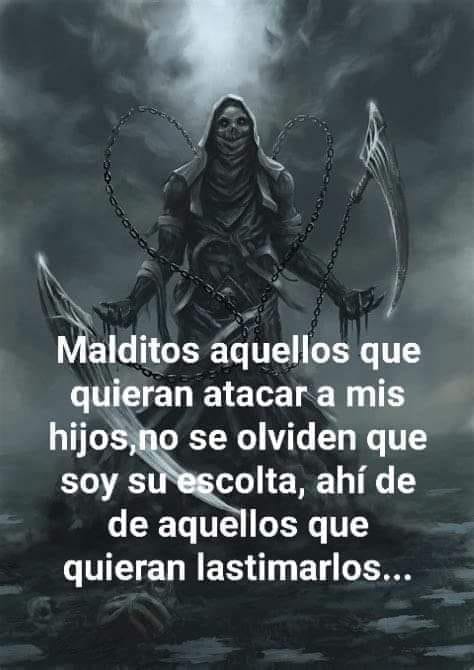 Malditos aquellos que
quieran atacar a mis
hijos,no se olviden que
soy su escolta, ahí de
de aquellos que
quieran lastimarlos...